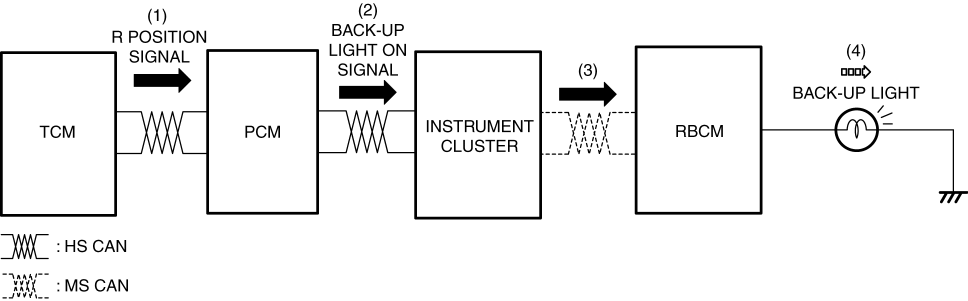 (1)
R POSITION
SIGNAL
(2)
BACK-UP
LIGHT ON
SIGNAL
(3)
(4)
BACK-UP LIGHT
TCM
PCM
INSTRUMENT
CLUSTER
RBCM
: HS CAN
: MS CAN